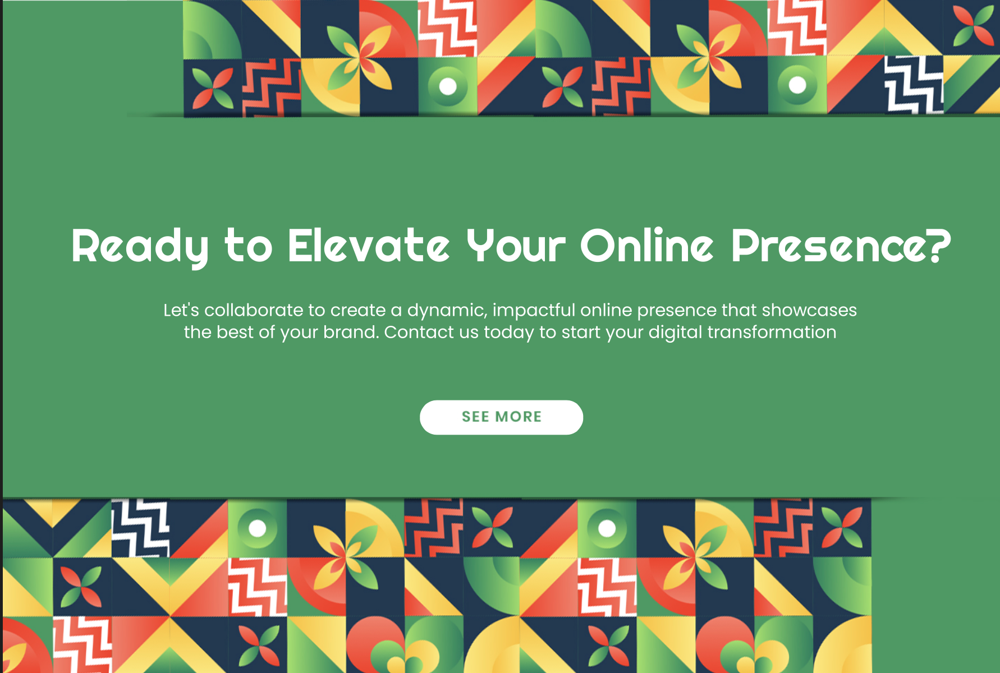 Ready to Elevate Your Online Presence?
Let's collaborate to create a dynamic, impactful online presence that showcases
the best of your brand. Contact us today to start your digital transformation
SEE MORE